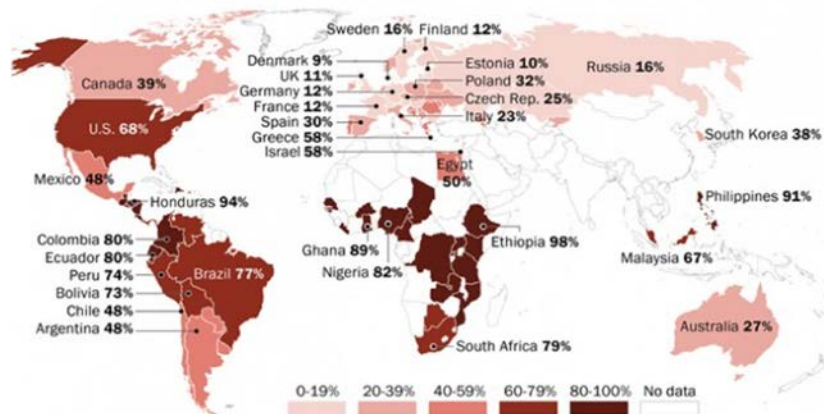 Sweden 16%
Finland 12%
Denmark 9%
UK 11%
Germany 12%
France 12%
Spain 30%
Greece 58%
Israel 58%
Estonia 10%
Poland 32%
Czech Rep. 25%
Italy 23%
Russia 16%
Canada 39%
U.S. 68%
Mexico 48%
Honduras 94%
Colombia 80%
Ecuador 80%
Peru 74%
Bolivia 73%
Chile 48%
Argentina 48%
Brazil 77%
Egypt
50%
Ghana 89%
Nigeria 82%
Ethiopia 98%
South Africa 79%
South Korea 38%
Philippines 91%
Malaysia 67%
Australia 27%
0-19% 20-39% 40-59% 60-79% 80-100% No data